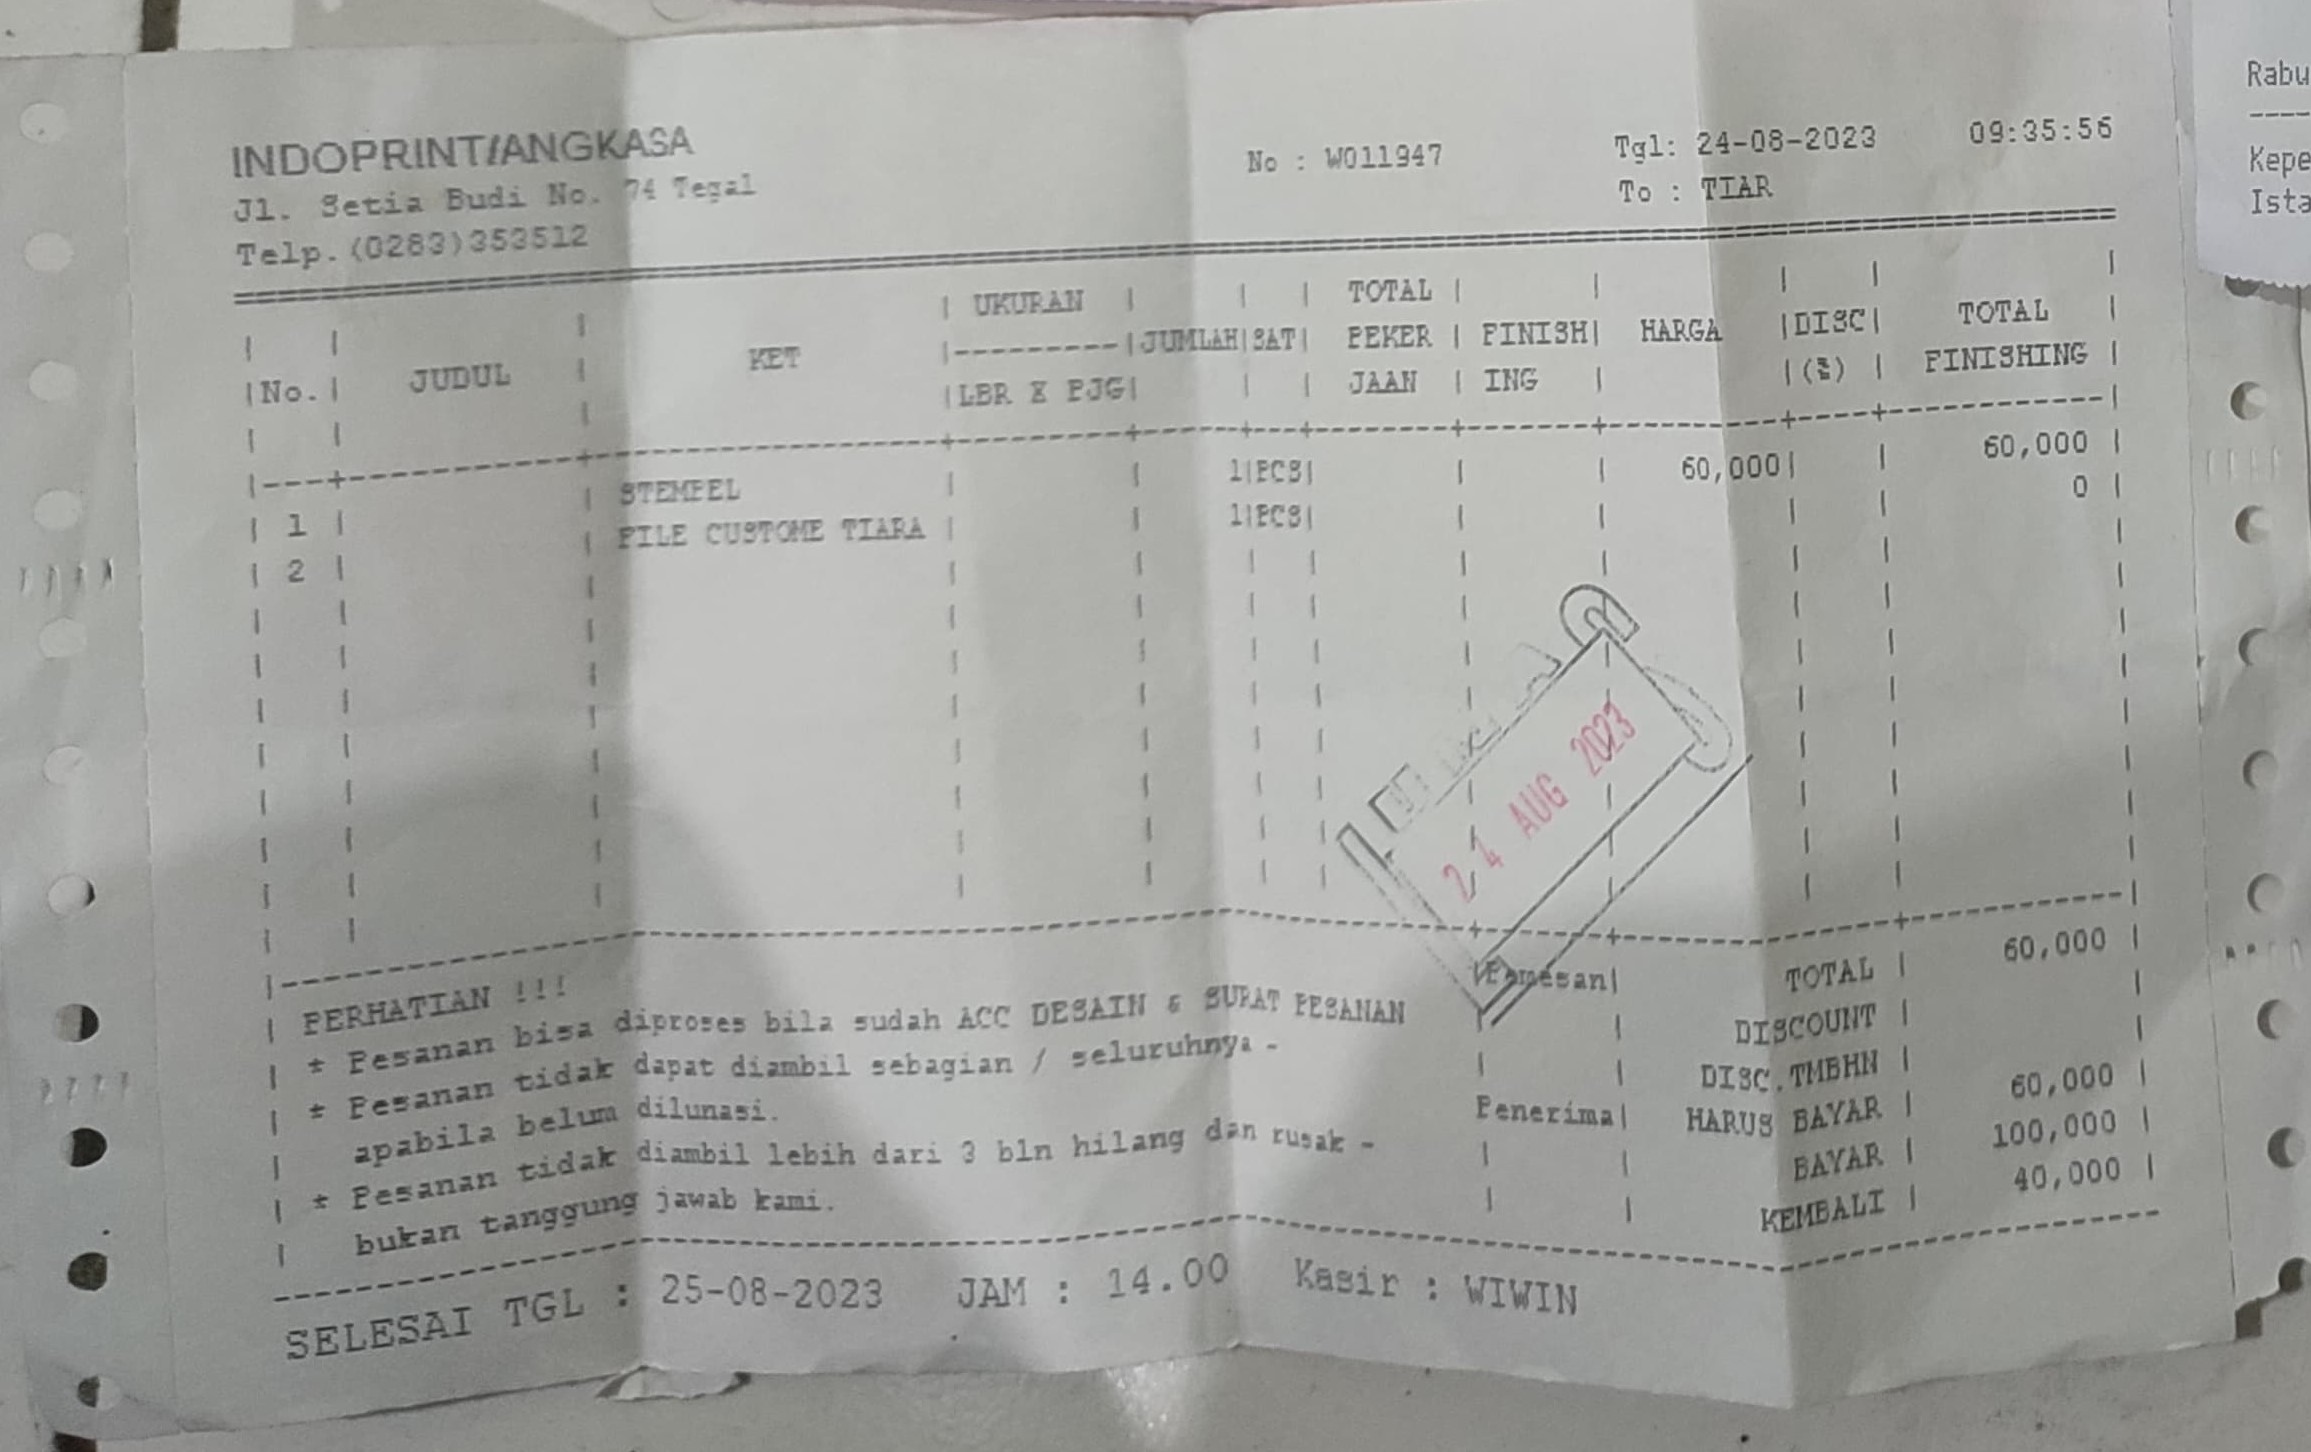 INDOPRINT/ANGKASA
Jl. Setia Budi No. 74 Tegal
Telp.(0283)353512
No : W011947
Tgl: 24-08-2023 09:35:56
To : TIAR
No. | JUDUL | KET | UKURAN LBR X PJG | JUMLAH | SAT | TOTAL PEKER JAAN | FINISH ING | HARGA | DISC (%) | TOTAL FINISHING
1 | STEMPEL | 1 | PCS | 60,000 | 60,000
2 | FILE CUSTOME TIARA | 1 | PCS | 0
24 AUG 2023
PERHATIAN !!!
* Pesanan bisa diproses bila sudah ACC DESAIN & SURAT PESANAN
* Pesanan tidak dapat diambil sebagian / seluruhnya -
apabila belum dilunasi.
* Pesanan tidak diambil lebih dari 3 bln hilang dan rusak -
bukan tanggung jawab kami.
Pemesan
Penerima
TOTAL | 60,000
DISCOUNT |
DISC.TMBHN |
HARUS BAYAR | 60,000
BAYAR | 100,000
KEMBALI | 40,000
SELESAI TGL : 25-08-2023 JAM : 14.00 Kasir : WIWIN
Rabu
Kepe
Ista